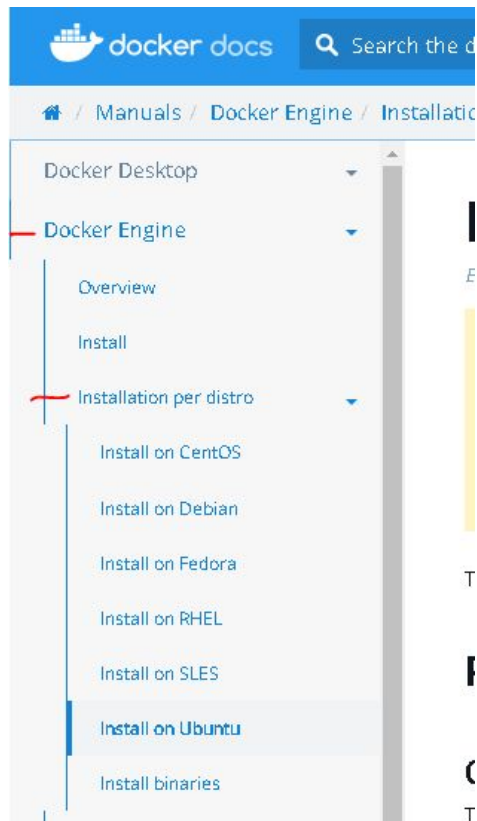 docker docs
Search the d
/ Manuals / Docker Engine / Installatio
Docker Desktop
Docker Engine
Overview
Install
Installation per distro
Install on CentOS
Install on Debian
Install on Fedora
Install on RHEL
Install on SLES
Install on Ubuntu
Install binaries
E
T
T